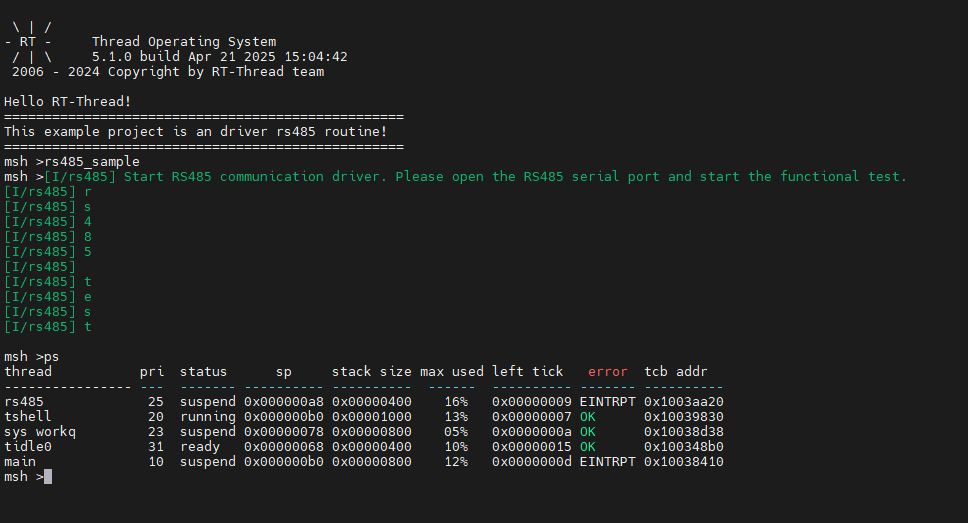 \ | /
- RT -     Thread Operating System
 / | \     5.1.0 build Apr 21 2025 15:04:42
 2006 - 2024 Copyright by RT-Thread team

Hello RT-Thread!
==================================================
This example project is an driver rs485 routine!
==================================================
msh >rs485_sample
msh >[I/rs485] Start RS485 communication driver. Please open the RS485 serial port and start the functional test.
[I/rs485] r
[I/rs485] s
[I/rs485] 4
[I/rs485] 8
[I/rs485] 5
[I/rs485]
[I/rs485] t
[I/rs485] e
[I/rs485] s
[I/rs485] t

msh >ps
thread           pri  status      sp     stack size max used left tick   error  tcb addr
---------------- ---  ------- ---------- ----------  ------  ---------- ------- ----------
rs485             25  suspend 0x000000a8 0x00000400    16%   0x00000009 EINTRPT 0x1003aa20
tshell            20  running 0x000000b0 0x00001000    13%   0x00000007 OK      0x10039830
sys workq         23  suspend 0x00000078 0x00000800    05%   0x0000000a OK      0x10038d38
tidle0            31  ready   0x00000068 0x00000400    10%   0x00000015 OK      0x100348b0
main              10  suspend 0x000000b0 0x00000800    12%   0x0000000d EINTRPT 0x10038410
msh >